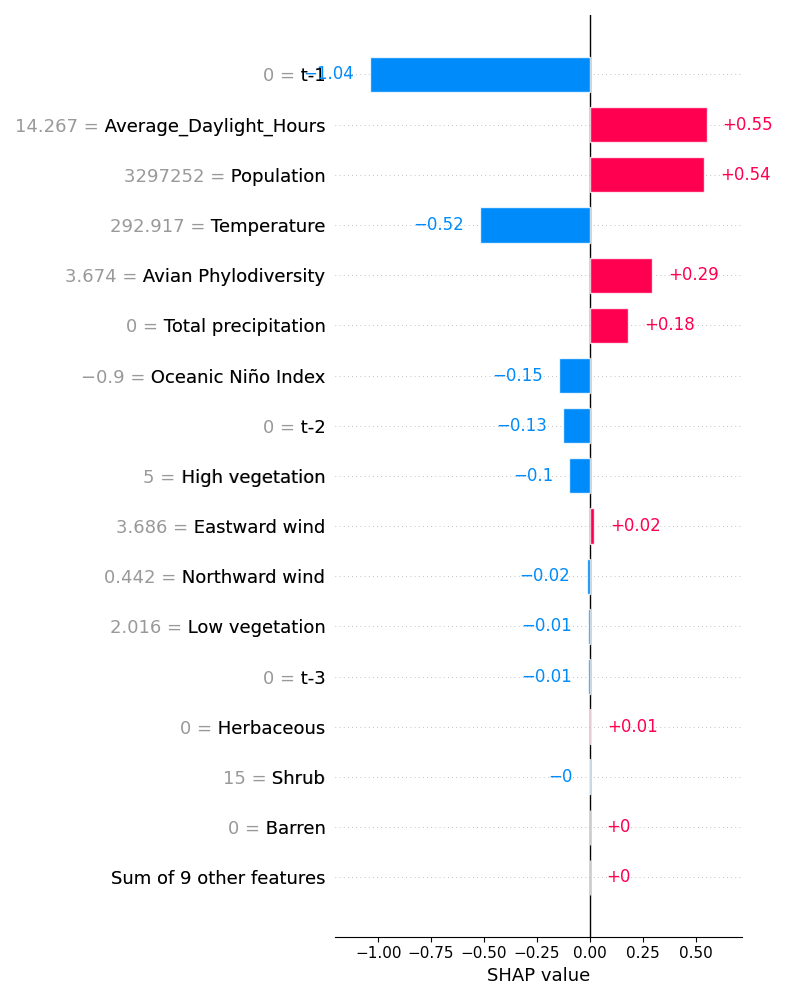 0 = t-1 −1.04
14.267 = Average_Daylight_Hours +0.55
3297252 = Population +0.54
292.917 = Temperature −0.52
3.674 = Avian Phylodiversity +0.29
0 = Total precipitation +0.18
−0.9 = Oceanic Niño Index −0.15
0 = t-2 −0.13
5 = High vegetation −0.1
3.686 = Eastward wind +0.02
0.442 = Northward wind −0.02
2.016 = Low vegetation −0.01
0 = t-3 −0.01
0 = Herbaceous +0.01
15 = Shrub −0
0 = Barren +0
Sum of 9 other features +0
−1.00 −0.75 −0.50 −0.25 0.00 0.25 0.50
SHAP value